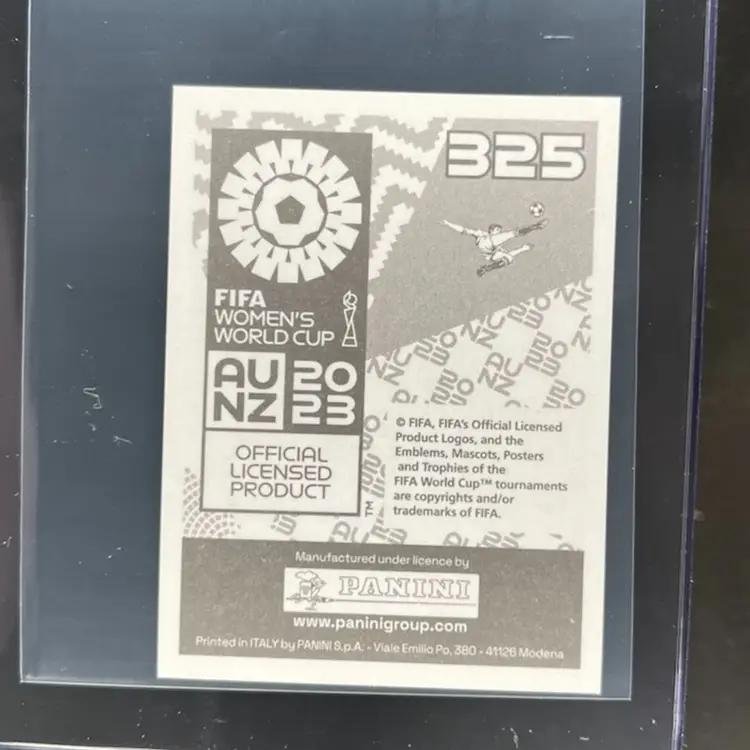 325
FIFA
WOMEN'S
WORLD CUP
AU 20
NZ 23
OFFICIAL
LICENSED
PRODUCT
TM
© FIFA, FIFA's Official Licensed
Product Logos, and the
Emblems, Mascots, Posters
and Trophies of the
FIFA World Cup™ tournaments
are copyrights and/or
trademarks of FIFA.
Manufactured under licence by
PANINI
www.paninigroup.com
Printed in ITALY by PANINI S.p.A. - Viale Emilio Po, 380 - 41126 Modena